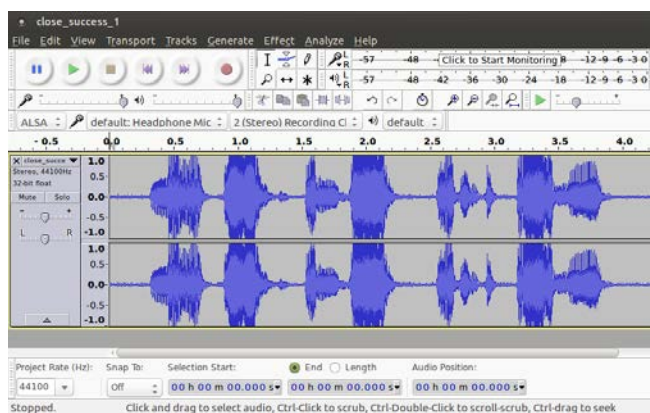 close_success_1
File Edit View Transport Tracks Generate Effect Analyze Help
L R -57 -48 Click to Start Monitoring 8 -12 -9 -6 -3 0
L R -57 -48 -42 -36 -30 -24 -18 -12 -9 -6 -3 0
ALSA default: Headphone Mic 2 (Stereo) Recording Cl default
-0.5 0.0 0.5 1.0 1.5 2.0 2.5 3.0 3.5 4.0
close_succe 1.0
Stereo, 44100Hz 0.5
32-bit float
Mute Solo 0.0
- + -0.5
L R -1.0
1.0
0.5
0.0
-0.5
-1.0
Project Rate (Hz): Snap To: Selection Start: End Length Audio Position:
44100 Off 00 h 00 m 00.000 s 00 h 00 m 00.000 s 00 h 00 m 00.000 s
Stopped. Click and drag to select audio, Ctrl-Click to scrub, Ctrl-Double-Click to scroll-scrub, Ctrl-drag to seek